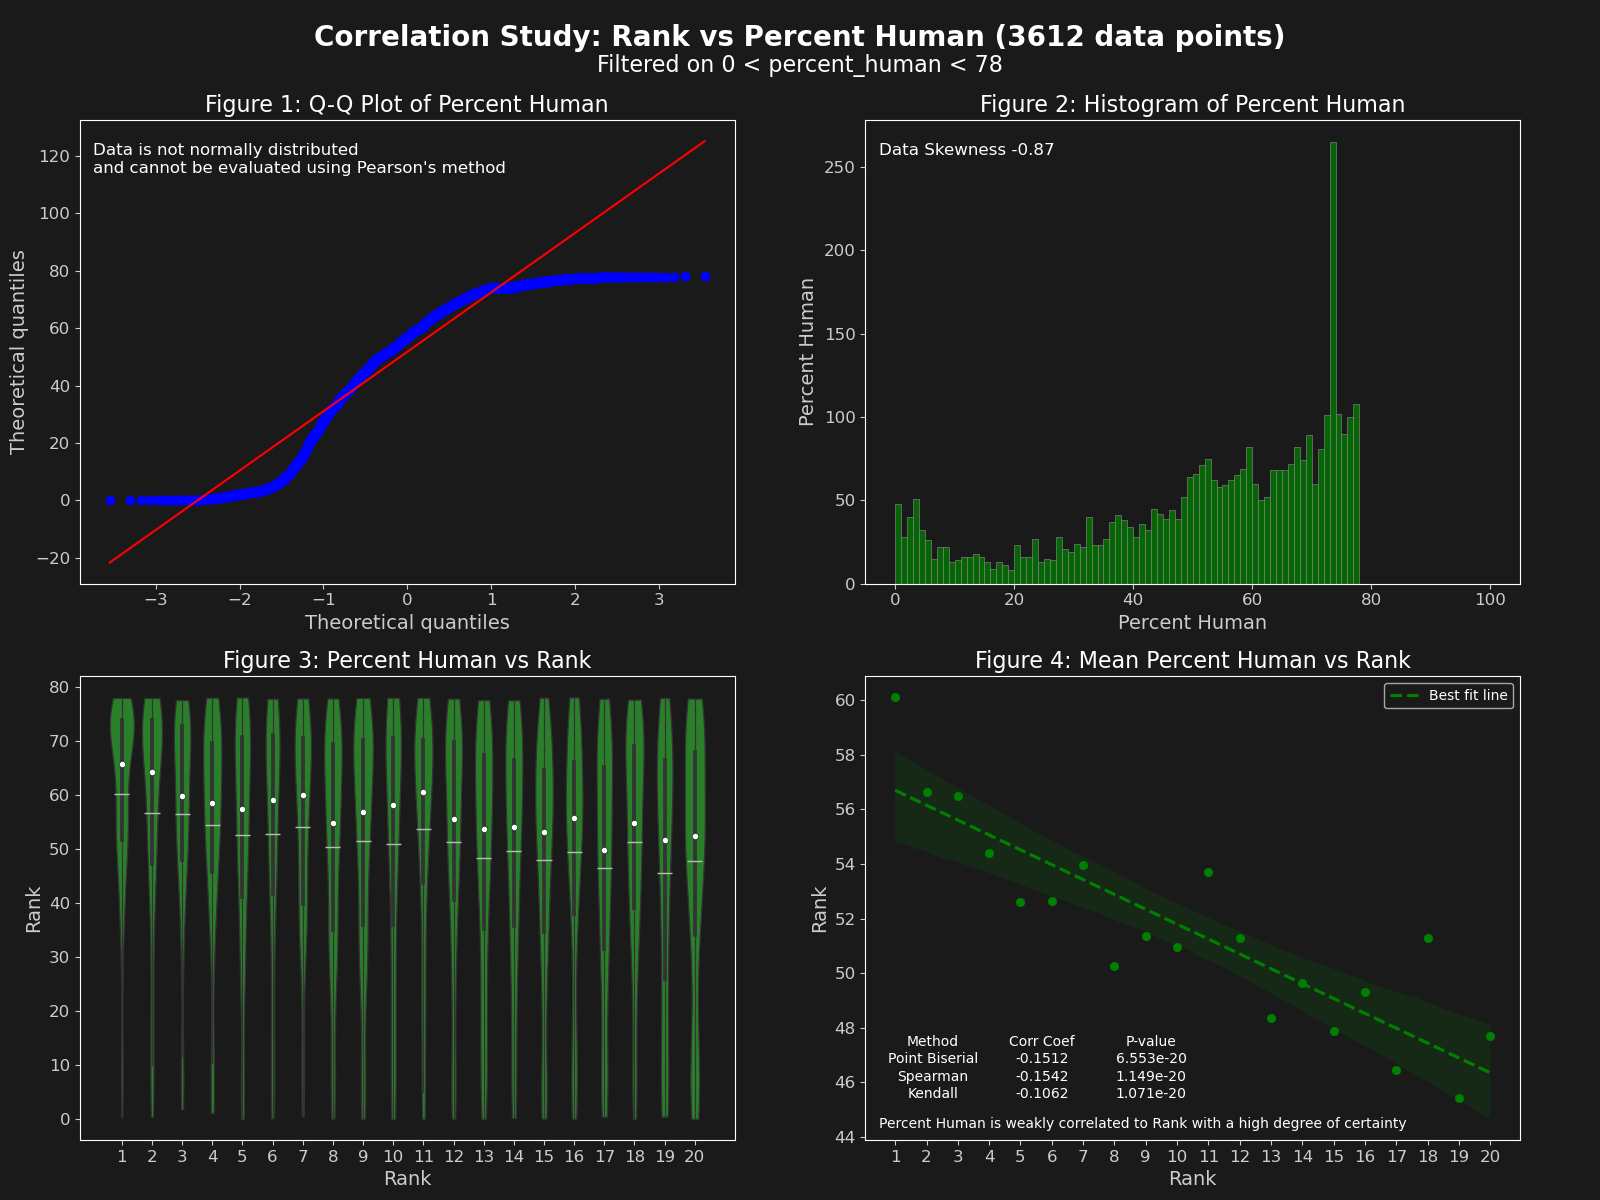 Correlation Study: Rank vs Percent Human (3612 data points)
Filtered on 0 < percent_human < 78
Figure 1: Q-Q Plot of Percent Human
Data is not normally distributed
and cannot be evaluated using Pearson's method
Theoretical quantiles
120
100
80
60
40
20
0
−20
−3 −2 −1 0 1 2 3
Theoretical quantiles
Figure 2: Histogram of Percent Human
Data Skewness -0.87
Percent Human
250
200
150
100
50
0
0 20 40 60 80 100
Percent Human
Figure 3: Percent Human vs Rank
Rank
80
70
60
50
40
30
20
10
0
1 2 3 4 5 6 7 8 9 10 11 12 13 14 15 16 17 18 19 20
Rank
Figure 4: Mean Percent Human vs Rank
Best fit line
Rank
60
58
56
54
52
50
48
46
44
Method Corr Coef P-value
Point Biserial -0.1512 6.553e-20
Spearman -0.1542 1.149e-20
Kendall -0.1062 1.071e-20
Percent Human is weakly correlated to Rank with a high degree of certainty
1 2 3 4 5 6 7 8 9 10 11 12 13 14 15 16 17 18 19 20
Rank